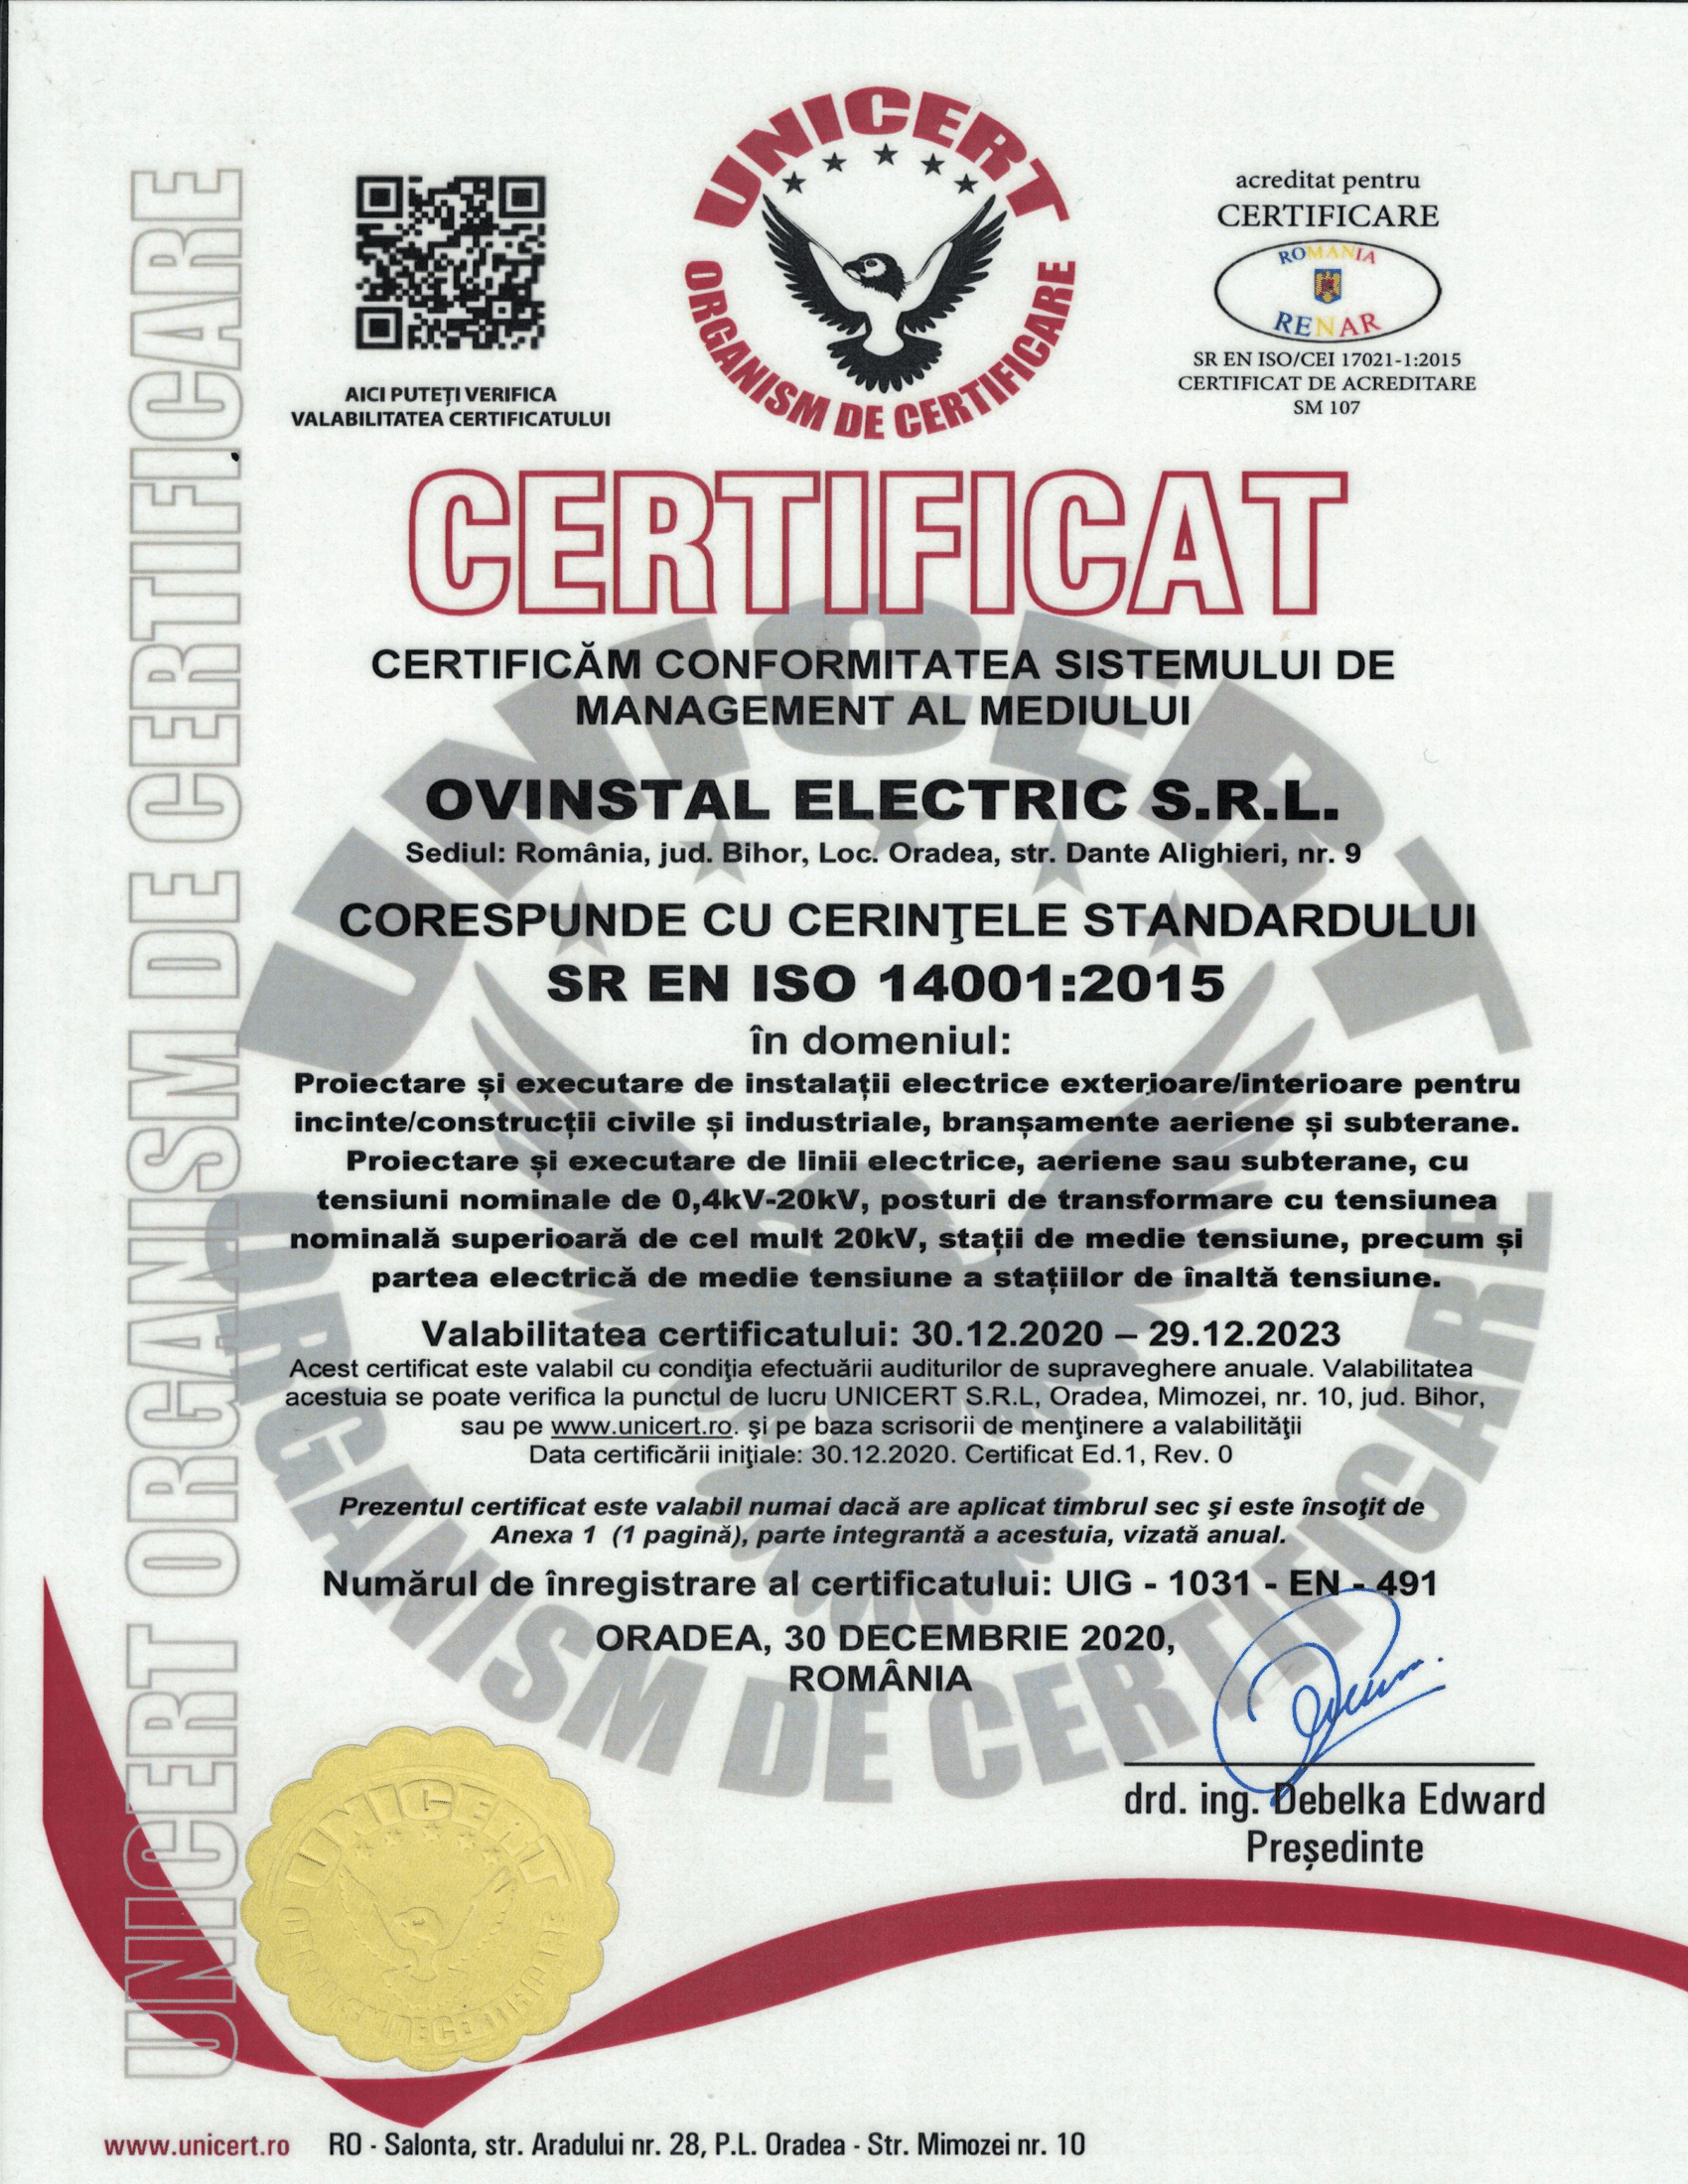 UNICERT ORGANISM DE CERTIFICARE
AICI PUTEȚI VERIFICA
VALABILITATEA CERTIFICATULUI
UNICERT
ORGANISM DE CERTIFICARE
acreditat pentru
CERTIFICARE
ROMANIA
RENAR
SR EN ISO/CEI 17021-1:2015
CERTIFICAT DE ACREDITARE
SM 107
CERTIFICAT
CERTIFICĂM CONFORMITATEA SISTEMULUI DE
MANAGEMENT AL MEDIULUI
OVINSTAL ELECTRIC S.R.L.
Sediul: România, jud. Bihor, Loc. Oradea, str. Dante Alighieri, nr. 9
CORESPUNDE CU CERINŢELE STANDARDULUI
SR EN ISO 14001:2015
în domeniul:
Proiectare și executare de instalații electrice exterioare/interioare pentru
incinte/construcții civile și industriale, branșamente aeriene și subterane.
Proiectare și executare de linii electrice, aeriene sau subterane, cu
tensiuni nominale de 0,4kV-20kV, posturi de transformare cu tensiunea
nominală superioară de cel mult 20kV, stații de medie tensiune, precum și
partea electrică de medie tensiune a stațiilor de înaltă tensiune.
Valabilitatea certificatului: 30.12.2020 – 29.12.2023
Acest certificat este valabil cu condiţia efectuării auditurilor de supraveghere anuale. Valabilitatea
acestuia se poate verifica la punctul de lucru UNICERT S.R.L, Oradea, Mimozei, nr. 10, jud. Bihor,
sau pe www.unicert.ro. şi pe baza scrisorii de menţinere a valabilităţii
Data certificării iniţiale: 30.12.2020. Certificat Ed.1, Rev. 0
Prezentul certificat este valabil numai dacă are aplicat timbrul sec şi este însoţit de
Anexa 1 (1 pagină), parte integrantă a acestuia, vizată anual.
Numărul de înregistrare al certificatului: UIG - 1031 - EN - 491
ORADEA, 30 DECEMBRIE 2020,
ROMÂNIA
drd. ing. Debelka Edward
Președinte
UNICERT
ORGANISM DE CERTIFICARE
UNICERT
ORGANISM DE CERTIFICARE
www.unicert.ro RO - Salonta, str. Aradului nr. 28, P.L. Oradea - Str. Mimozei nr. 10